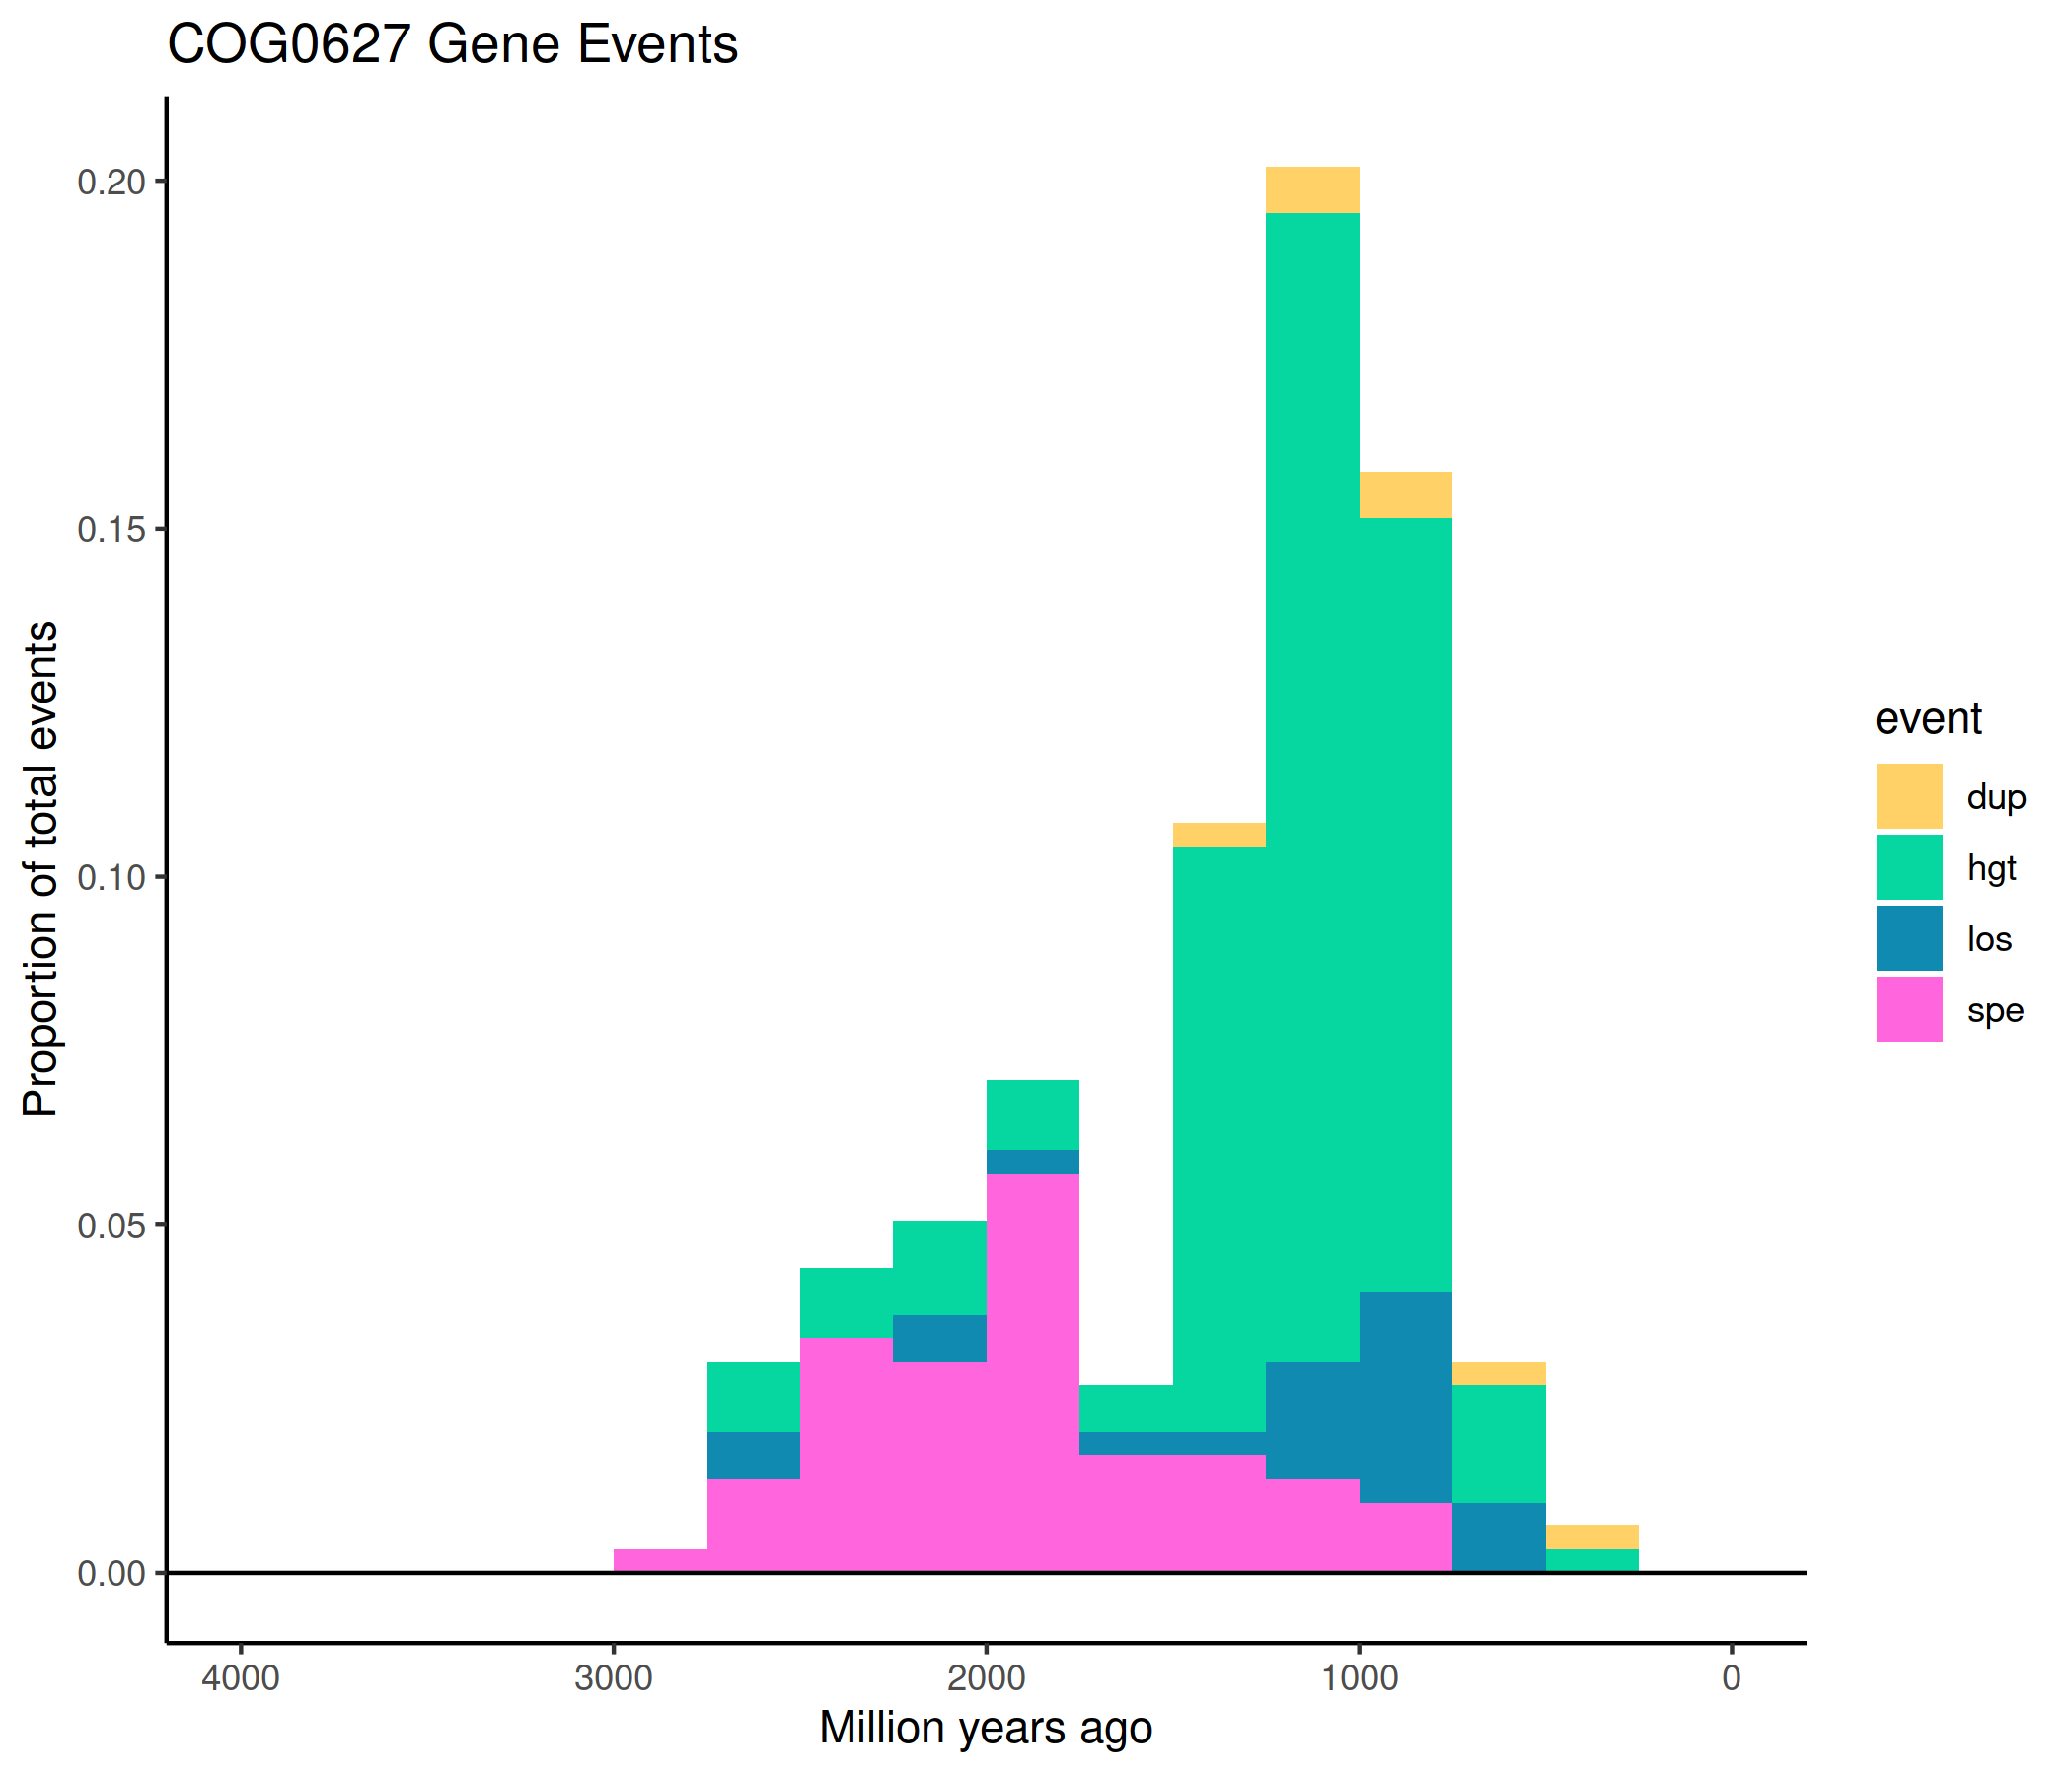 COG0627 Gene Events
Proportion of total events
0.20
0.15
0.10
0.05
0.00
4000 3000 2000 1000 0
Million years ago
event
dup
hgt
los
spe